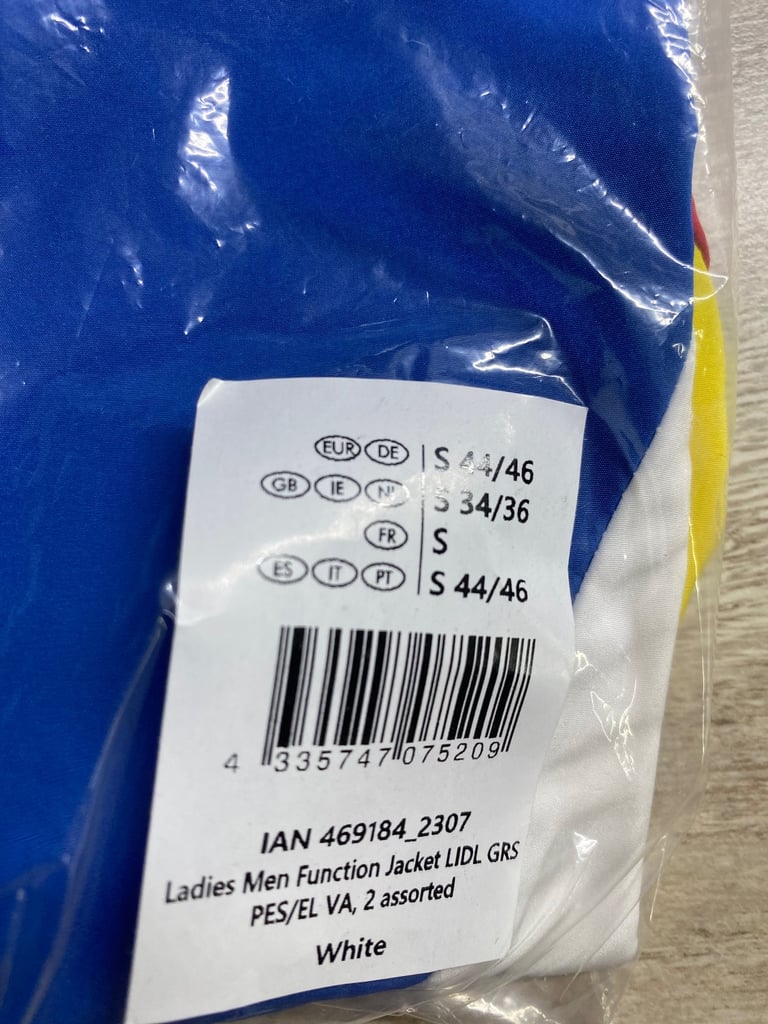 EUR DE S 44/46
GB IE NI S 34/36
FR S
ES IT PT S 44/46
4 335747 075209
IAN 469184_2307
Ladies Men Function Jacket LIDL GRS
PES/EL VA, 2 assorted
White